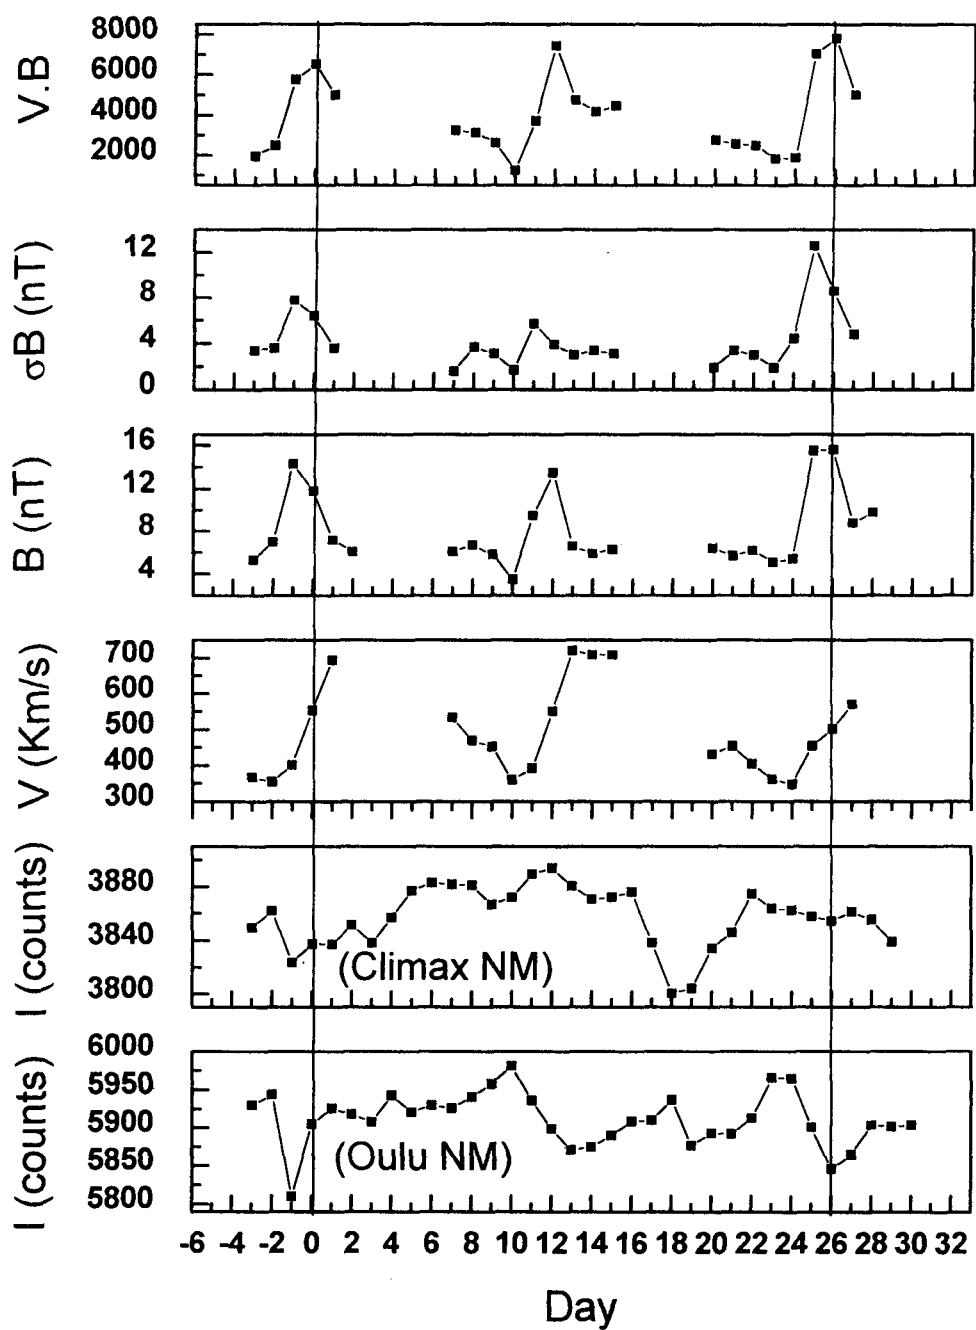 V.B
8000
6000
4000
2000
σB (nT)
12
8
4
0
B (nT)
16
12
8
4
V (Km/s)
700
600
500
400
300
I (counts)
3880
3840
3800
(Climax NM)
I (counts)
6000
5950
5900
5850
5800
(Oulu NM)
-6 -4 -2 0 2 4 6 8 10 12 14 16 18 20 22 24 26 28 30 32
Day